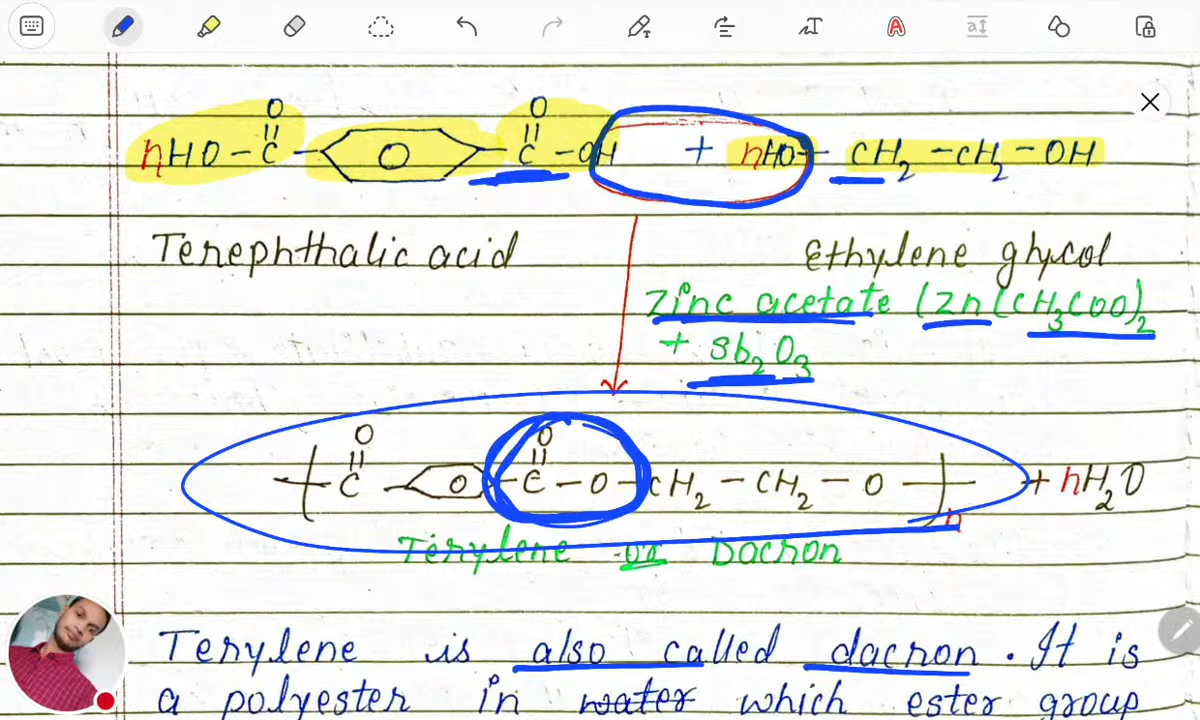 O O
nHO-C-O-C-OH + nHO-CH2-CH2-OH
Terephthalic acid Ethylene glycol
Zinc acetate (Zn(CH3COO)2
+ Sb2O3
O O
C-O-C-O-CH2-CH2-O + nH2O
n
Terylene or Dacron
Terylene is also called dacron. It is
a polyester in water which ester group